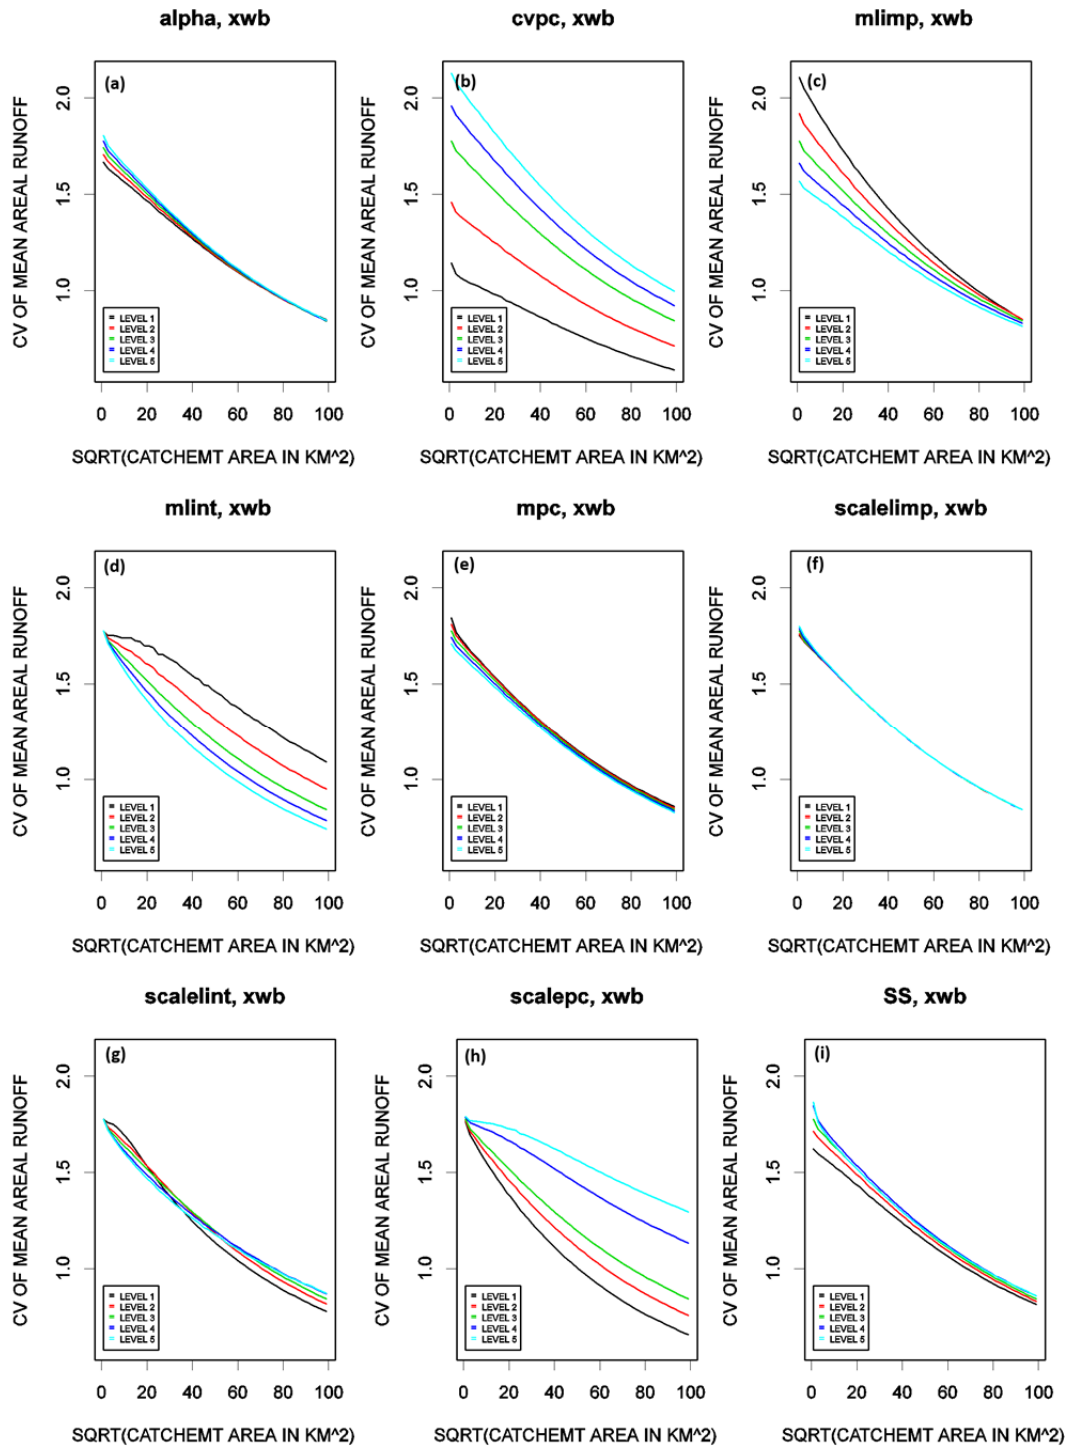 alpha, xwb
cvpc, xwb
mlimp, xwb
(a)
CV OF MEAN AREAL RUNOFF
2.0
1.5
1.0
LEVEL 1
LEVEL 2
LEVEL 3
LEVEL 4
LEVEL 5
0 20 40 60 80 100
SQRT(CATCHEMT AREA IN KM^2)
(b)
CV OF MEAN AREAL RUNOFF
2.0
1.5
1.0
LEVEL 1
LEVEL 2
LEVEL 3
LEVEL 4
LEVEL 5
0 20 40 60 80 100
SQRT(CATCHEMT AREA IN KM^2)
(c)
CV OF MEAN AREAL RUNOFF
2.0
1.5
1.0
LEVEL 1
LEVEL 2
LEVEL 3
LEVEL 4
LEVEL 5
0 20 40 60 80 100
SQRT(CATCHEMT AREA IN KM^2)
mlint, xwb
mpc, xwb
scalelimp, xwb
(d)
CV OF MEAN AREAL RUNOFF
2.0
1.5
1.0
LEVEL 1
LEVEL 2
LEVEL 3
LEVEL 4
LEVEL 5
0 20 40 60 80 100
SQRT(CATCHEMT AREA IN KM^2)
(e)
CV OF MEAN AREAL RUNOFF
2.0
1.5
1.0
LEVEL 1
LEVEL 2
LEVEL 3
LEVEL 4
LEVEL 5
0 20 40 60 80 100
SQRT(CATCHEMT AREA IN KM^2)
(f)
CV OF MEAN AREAL RUNOFF
2.0
1.5
1.0
LEVEL 1
LEVEL 2
LEVEL 3
LEVEL 4
LEVEL 5
0 20 40 60 80 100
SQRT(CATCHEMT AREA IN KM^2)
scalelint, xwb
scalepc, xwb
SS, xwb
(g)
CV OF MEAN AREAL RUNOFF
2.0
1.5
1.0
LEVEL 1
LEVEL 2
LEVEL 3
LEVEL 4
LEVEL 5
0 20 40 60 80 100
SQRT(CATCHEMT AREA IN KM^2)
(h)
CV OF MEAN AREAL RUNOFF
2.0
1.5
1.0
LEVEL 1
LEVEL 2
LEVEL 3
LEVEL 4
LEVEL 5
0 20 40 60 80 100
SQRT(CATCHEMT AREA IN KM^2)
(i)
CV OF MEAN AREAL RUNOFF
2.0
1.5
1.0
LEVEL 1
LEVEL 2
LEVEL 3
LEVEL 4
LEVEL 5
0 20 40 60 80 100
SQRT(CATCHEMT AREA IN KM^2)